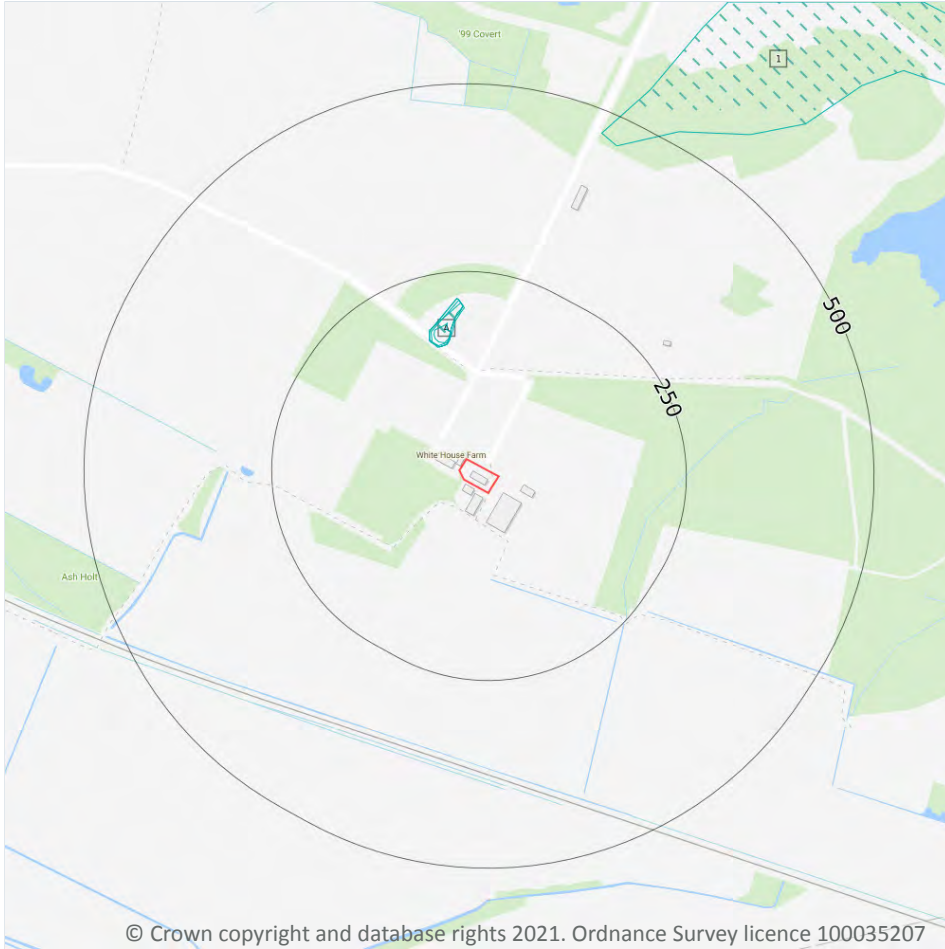 '99 Covert
1
500
A
250
White House Farm
Ash Holt
© Crown copyright and database rights 2021. Ordnance Survey licence 100035207